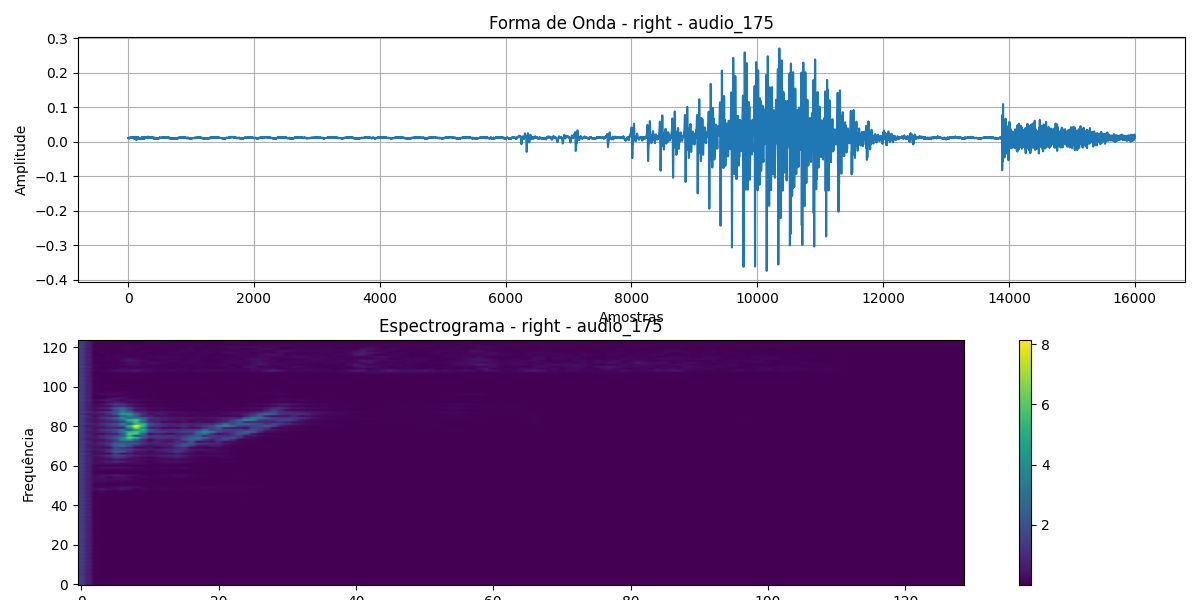 Forma de Onda - right - audio_175
0.3
0.2
0.1
0.0
−0.1
−0.2
−0.3
−0.4
Amplitude
0 2000 4000 6000 8000 10000 12000 14000 16000
Amostras
Espectrograma - right - audio_175
120
100
80
60
40
20
0
Frequência
8
6
4
2
0 20 40 60 80 100 120